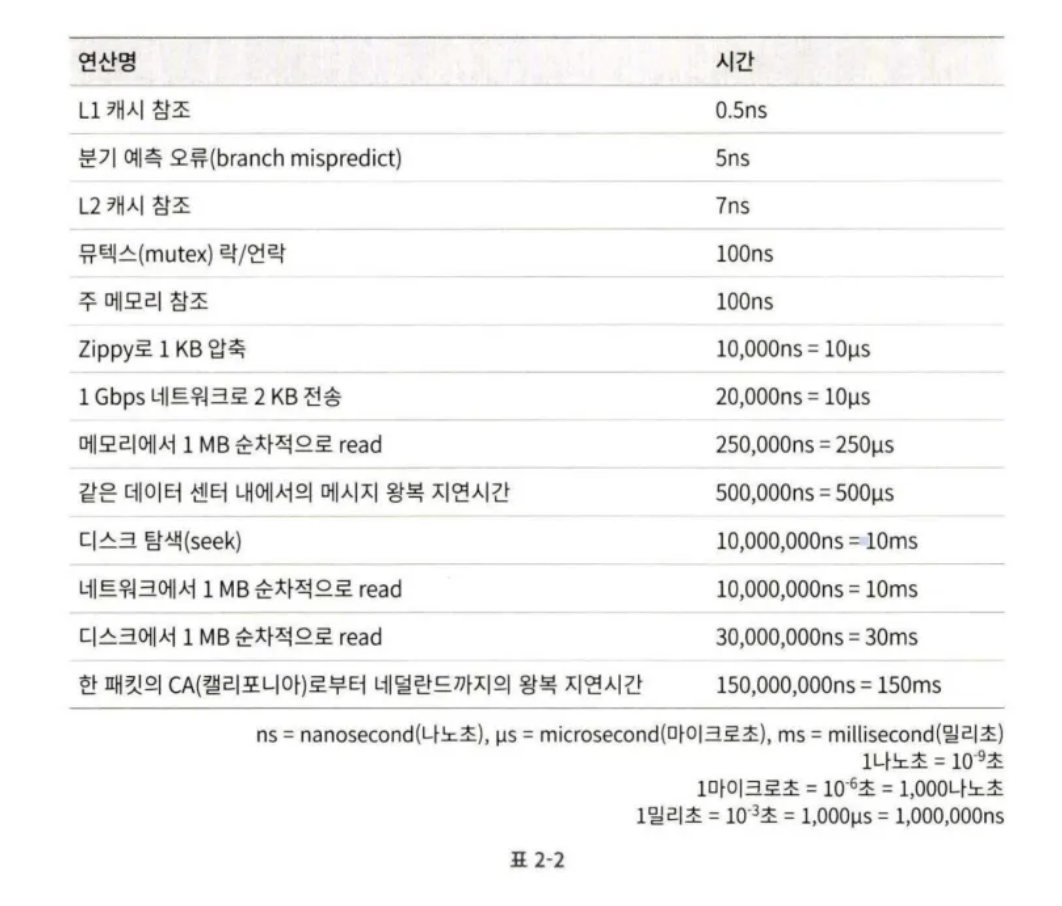 연산명 시간
L1 캐시 참조 0.5ns
분기 예측 오류(branch mispredict) 5ns
L2 캐시 참조 7ns
뮤텍스(mutex) 락/언락 100ns
주 메모리 참조 100ns
Zippy로 1 KB 압축 10,000ns = 10μs
1 Gbps 네트워크로 2 KB 전송 20,000ns = 10μs
메모리에서 1 MB 순차적으로 read 250,000ns = 250μs
같은 데이터 센터 내에서의 메시지 왕복 지연시간 500,000ns = 500μs
디스크 탐색(seek) 10,000,000ns = 10ms
네트워크에서 1 MB 순차적으로 read 10,000,000ns = 10ms
디스크에서 1 MB 순차적으로 read 30,000,000ns = 30ms
한 패킷의 CA(캘리포니아)로부터 네덜란드까지의 왕복 지연시간 150,000,000ns = 150ms
ns = nanosecond(나노초), μs = microsecond(마이크로초), ms = millisecond(밀리초)
1나노초 = 10⁻⁹초
1마이크로초 = 10⁻⁶초 = 1,000나노초
1밀리초 = 10⁻³초 = 1,000μs = 1,000,000ns
표 2-2